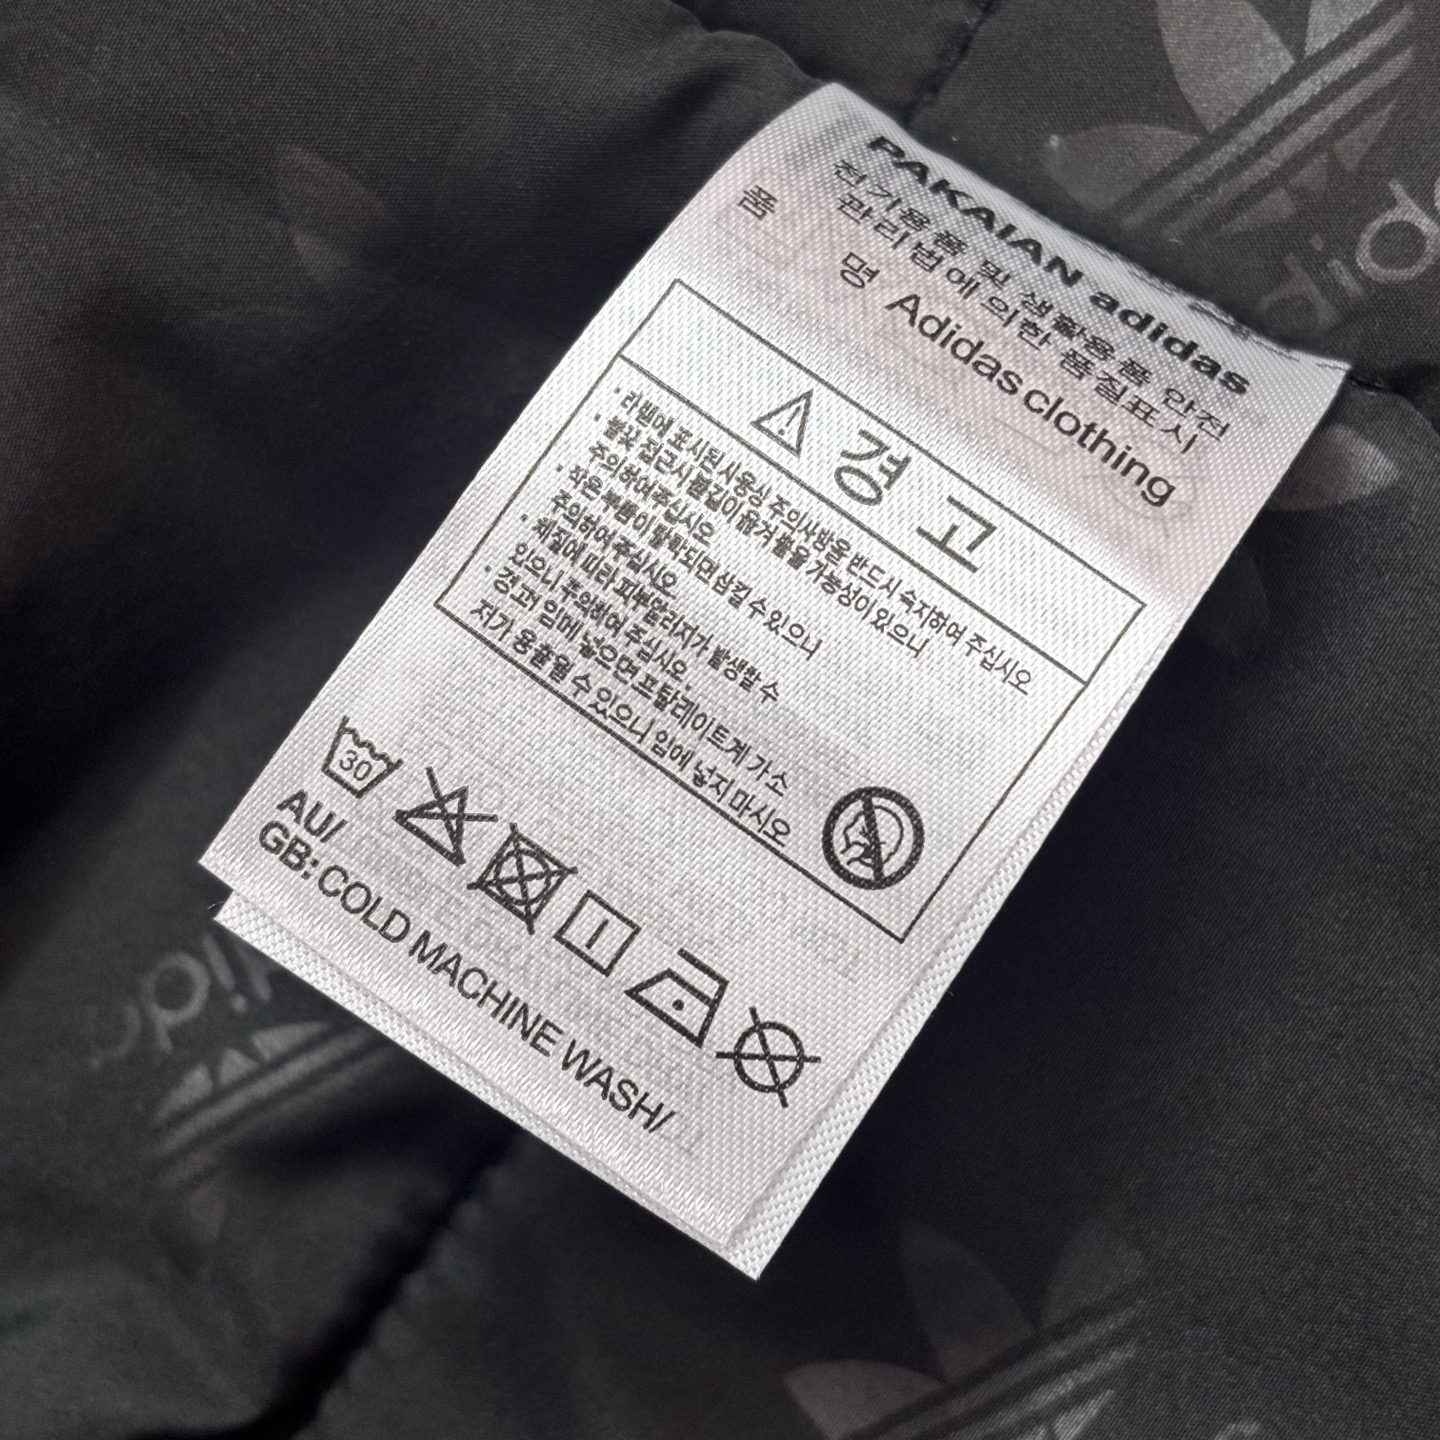 PAKAIAN adidas
전기용품 및 생활용품 안전
관리법에의한 품질표시
품 명 Adidas clothing
경고
· 라벨에 표시된 사용상 주의사항을 반드시 숙지하여 주십시오
· 불꽃 접근시 불길이 옮겨 붙을 가능성이 있으니
주의하여 주십시오
· 작은 부품이 탈락되면 삼킬 수 있으니
주의하여 주십시오
· 체질에 따라 피부알러지가 발생할 수
있으니 주의하여 주십시오.
· 경고: 입에 넣으면 프탈레이트계 가소
제가 용출될 수 있으니 입에 넣지 마시오
30
AU/
GB: COLD MACHINE WASH/
adidas